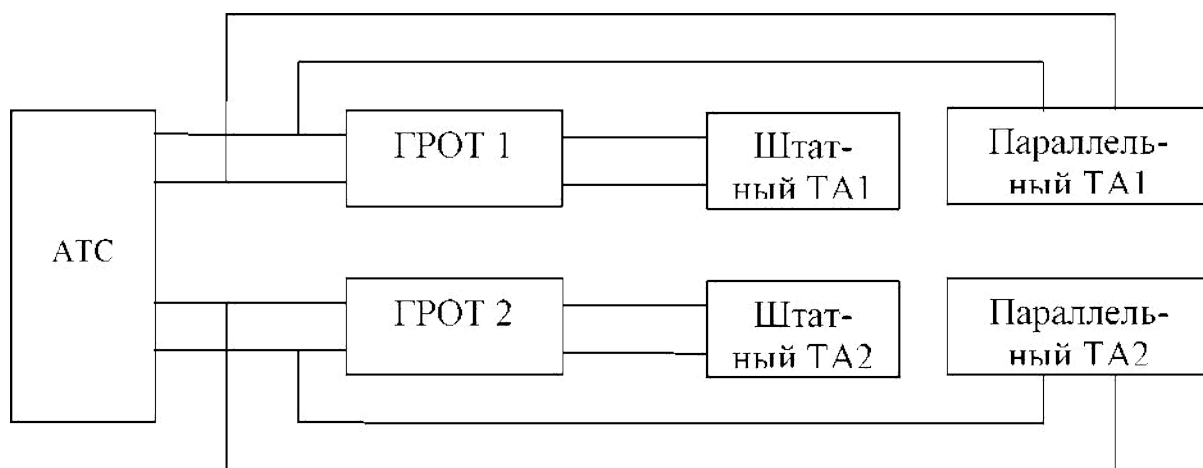 ГРОТ 1
Штат-
ный ТА1
Параллель-
ный ТА1
АТС
ГРОТ 2
Штат-
ный ТА2
Параллель-
ный ТА2